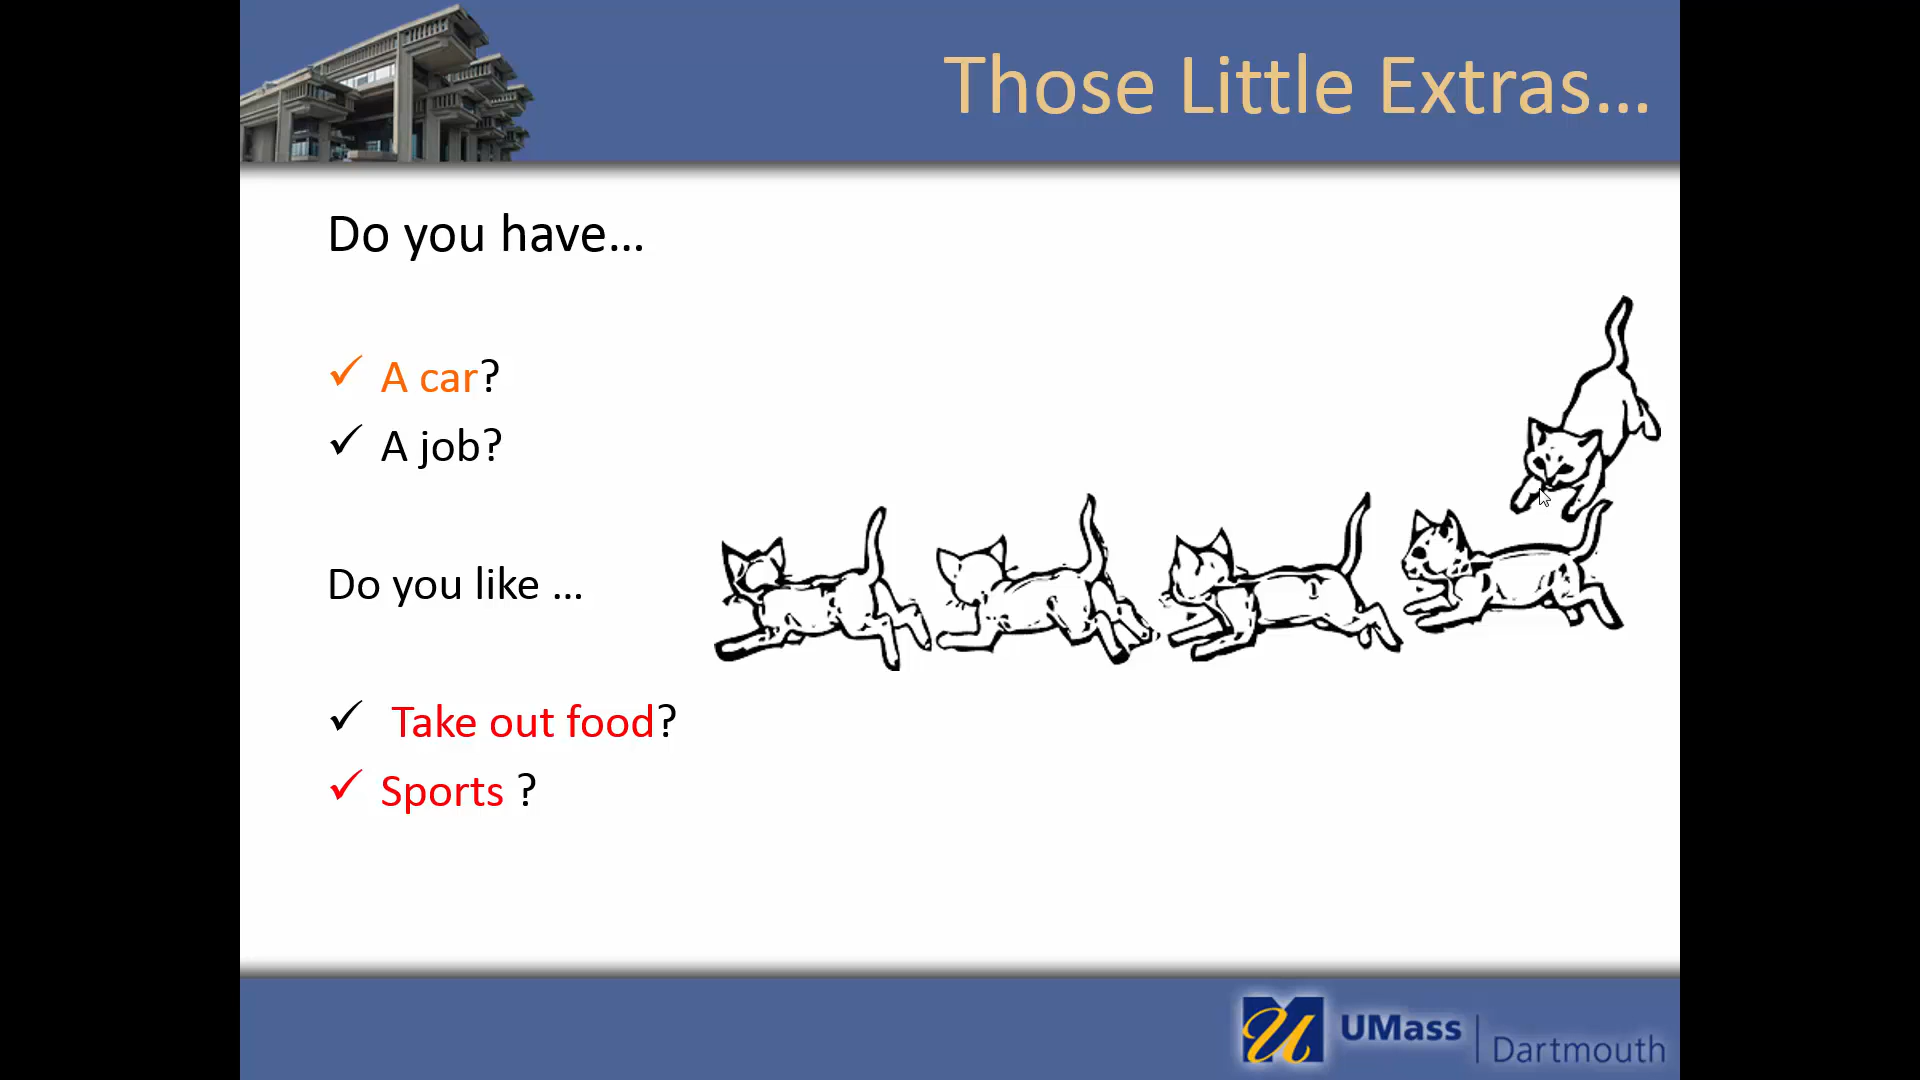 Those Little Extras...
Do you have...
✓ A car?
✓ A job?
Do you like ...
✓ Take out food?
✓ Sports ?
UMass | Dartmouth